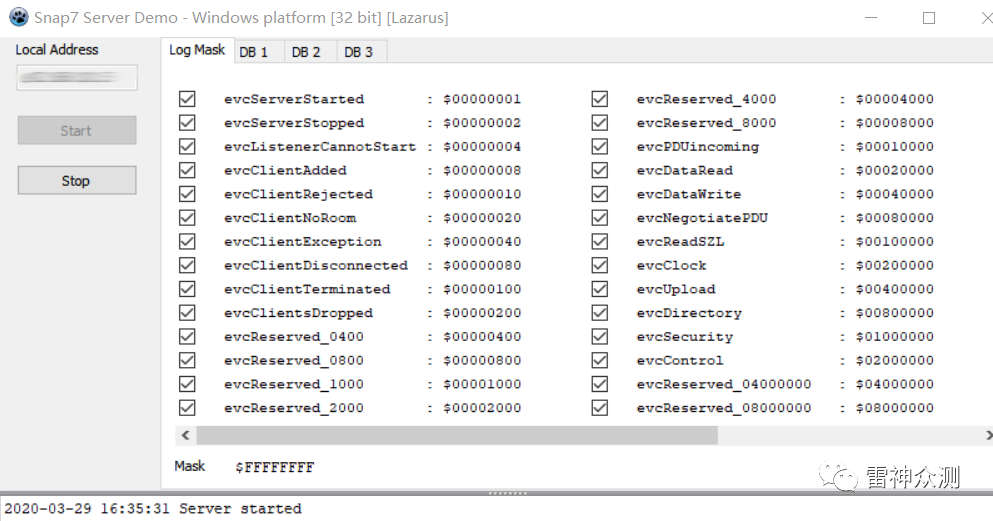 Snap7 Server Demo - Windows platform [32 bit] [Lazarus]
Local Address
Start
Stop
Log Mask DB 1 DB 2 DB 3
evcServerStarted : $00000001
evcServerStopped : $00000002
evcListenerCannotStart : $00000004
evcClientAdded : $00000008
evcClientRejected : $00000010
evcClientNoRoom : $00000020
evcClientException : $00000040
evcClientDisconnected : $00000080
evcClientTerminated : $00000100
evcClientsDropped : $00000200
evcReserved_0400 : $00000400
evcReserved_0800 : $00000800
evcReserved_1000 : $00001000
evcReserved_2000 : $00002000
evcReserved_4000 : $00004000
evcReserved_8000 : $00008000
evcPDUincoming : $00010000
evcDataRead : $00020000
evcDataWrite : $00040000
evcNegotiatePDU : $00080000
evcReadSZL : $00100000
evcClock : $00200000
evcUpload : $00400000
evcDirectory : $00800000
evcSecurity : $01000000
evcControl : $02000000
evcReserved_04000000 : $04000000
evcReserved_08000000 : $08000000
Mask $FFFFFFFF
雷神众测
2020-03-29 16:35:31 Server started